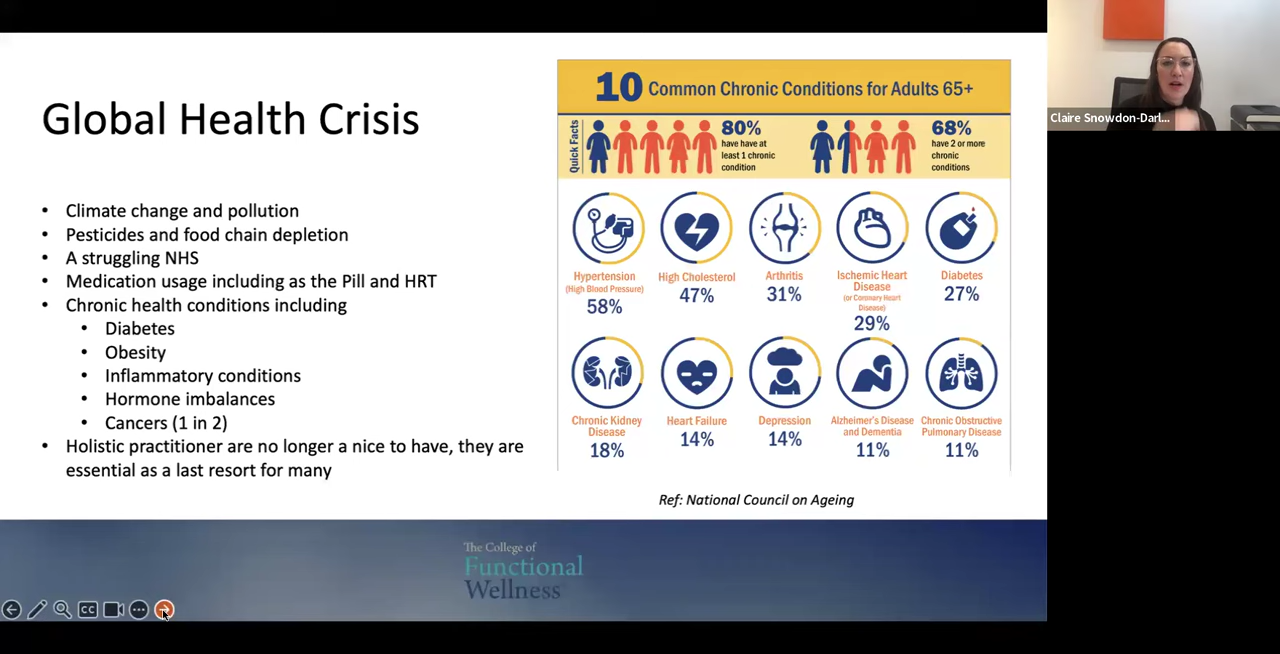 Global Health Crisis
• Climate change and pollution
• Pesticides and food chain depletion
• A struggling NHS
• Medication usage including as the Pill and HRT
• Chronic health conditions including
• Diabetes
• Obesity
• Inflammatory conditions
• Hormone imbalances
• Cancers (1 in 2)
• Holistic practitioner are no longer a nice to have, they are
essential as a last resort for many
10 Common Chronic Conditions for Adults 65+
Quick Facts
80%
have have at
least 1 chronic
condition
68%
have 2 or more
chronic
conditions
Hypertension
(High Blood Pressure)
58%
High Cholesterol
47%
Arthritis
31%
Ischemic Heart
Disease
(or Coronary Heart
Disease)
29%
Diabetes
27%
Chronic Kidney
Disease
18%
Heart Failure
14%
Depression
14%
Alzheimer's Disease
and Dementia
11%
Chronic Obstructive
Pulmonary Disease
11%
Ref: National Council on Ageing
The College of
Functional
Wellness
CC
Claire Snowdon-Darl...